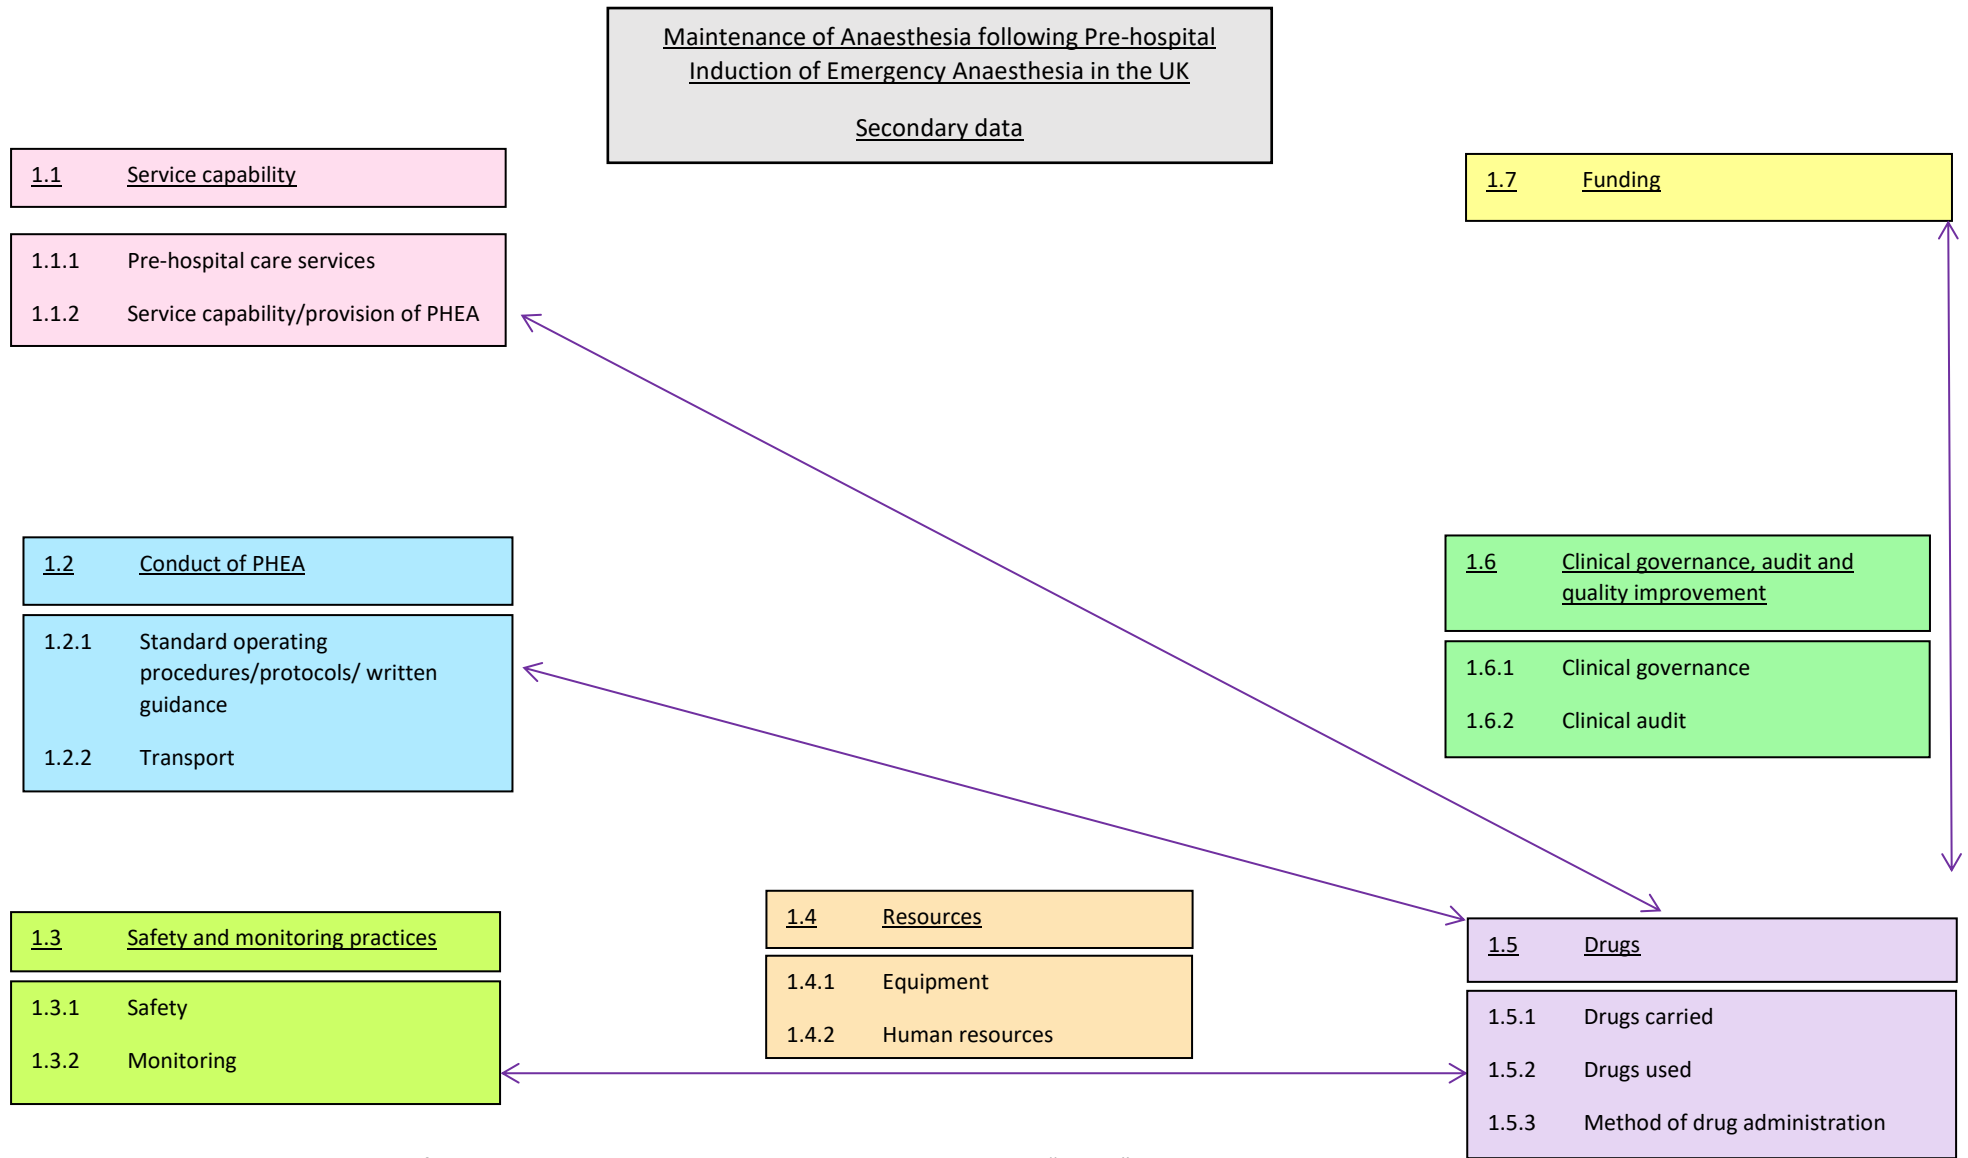 Maintenance of Anaesthesia following Pre-hospital
Induction of Emergency Anaesthesia in the UK
Secondary data
1.1 Service capability
1.1.1 Pre-hospital care services
1.1.2 Service capability/provision of PHEA
1.7 Funding
1.2 Conduct of PHEA
1.2.1 Standard operating
procedures/protocols/ written
guidance
1.2.2 Transport
1.6 Clinical governance, audit and
quality improvement
1.6.1 Clinical governance
1.6.2 Clinical audit
1.3 Safety and monitoring practices
1.3.1 Safety
1.3.2 Monitoring
1.4 Resources
1.4.1 Equipment
1.4.2 Human resources
1.5 Drugs
1.5.1 Drugs carried
1.5.2 Drugs used
1.5.3 Method of drug administration